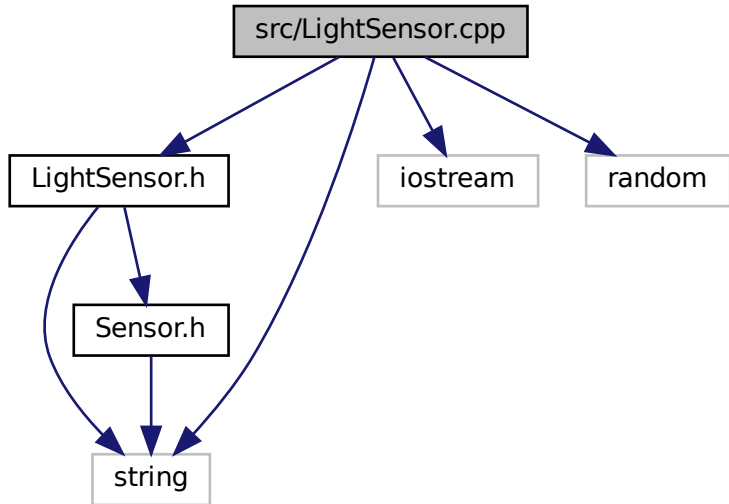 src/LightSensor.cpp
LightSensor.h
iostream
random
Sensor.h
string